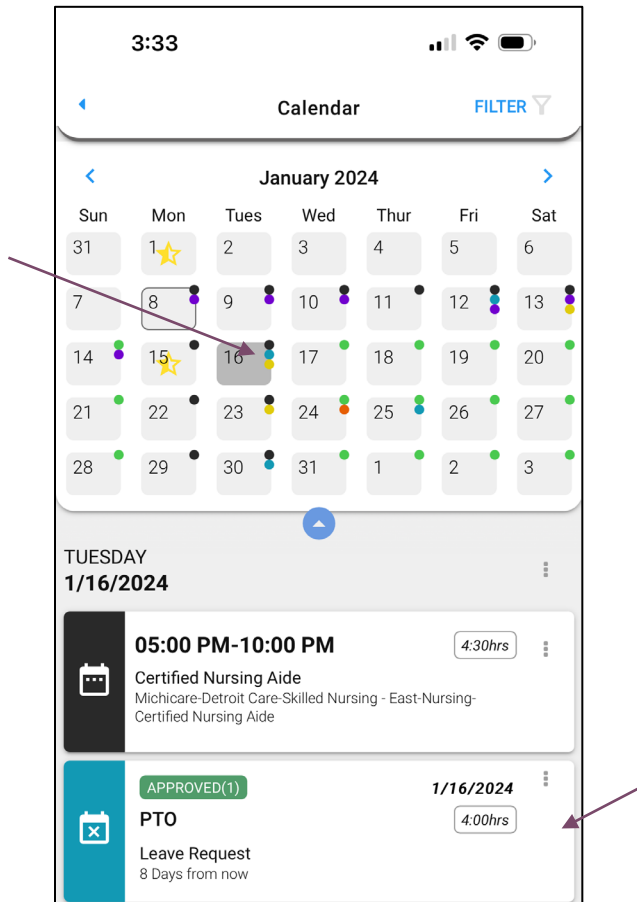 3:33
Calendar
FILTER
January 2024
Sun Mon Tues Wed Thur Fri Sat
31 1 2 3 4 5 6
7 8 9 10 11 12 13
14 15 16 17 18 19 20
21 22 23 24 25 26 27
28 29 30 31 1 2 3
TUESDAY
1/16/2024
05:00 PM-10:00 PM 4:30hrs
Certified Nursing Aide
Michicare-Detroit Care-Skilled Nursing - East-Nursing-
Certified Nursing Aide
APPROVED(1) 1/16/2024
PTO 4:00hrs
Leave Request
8 Days from now